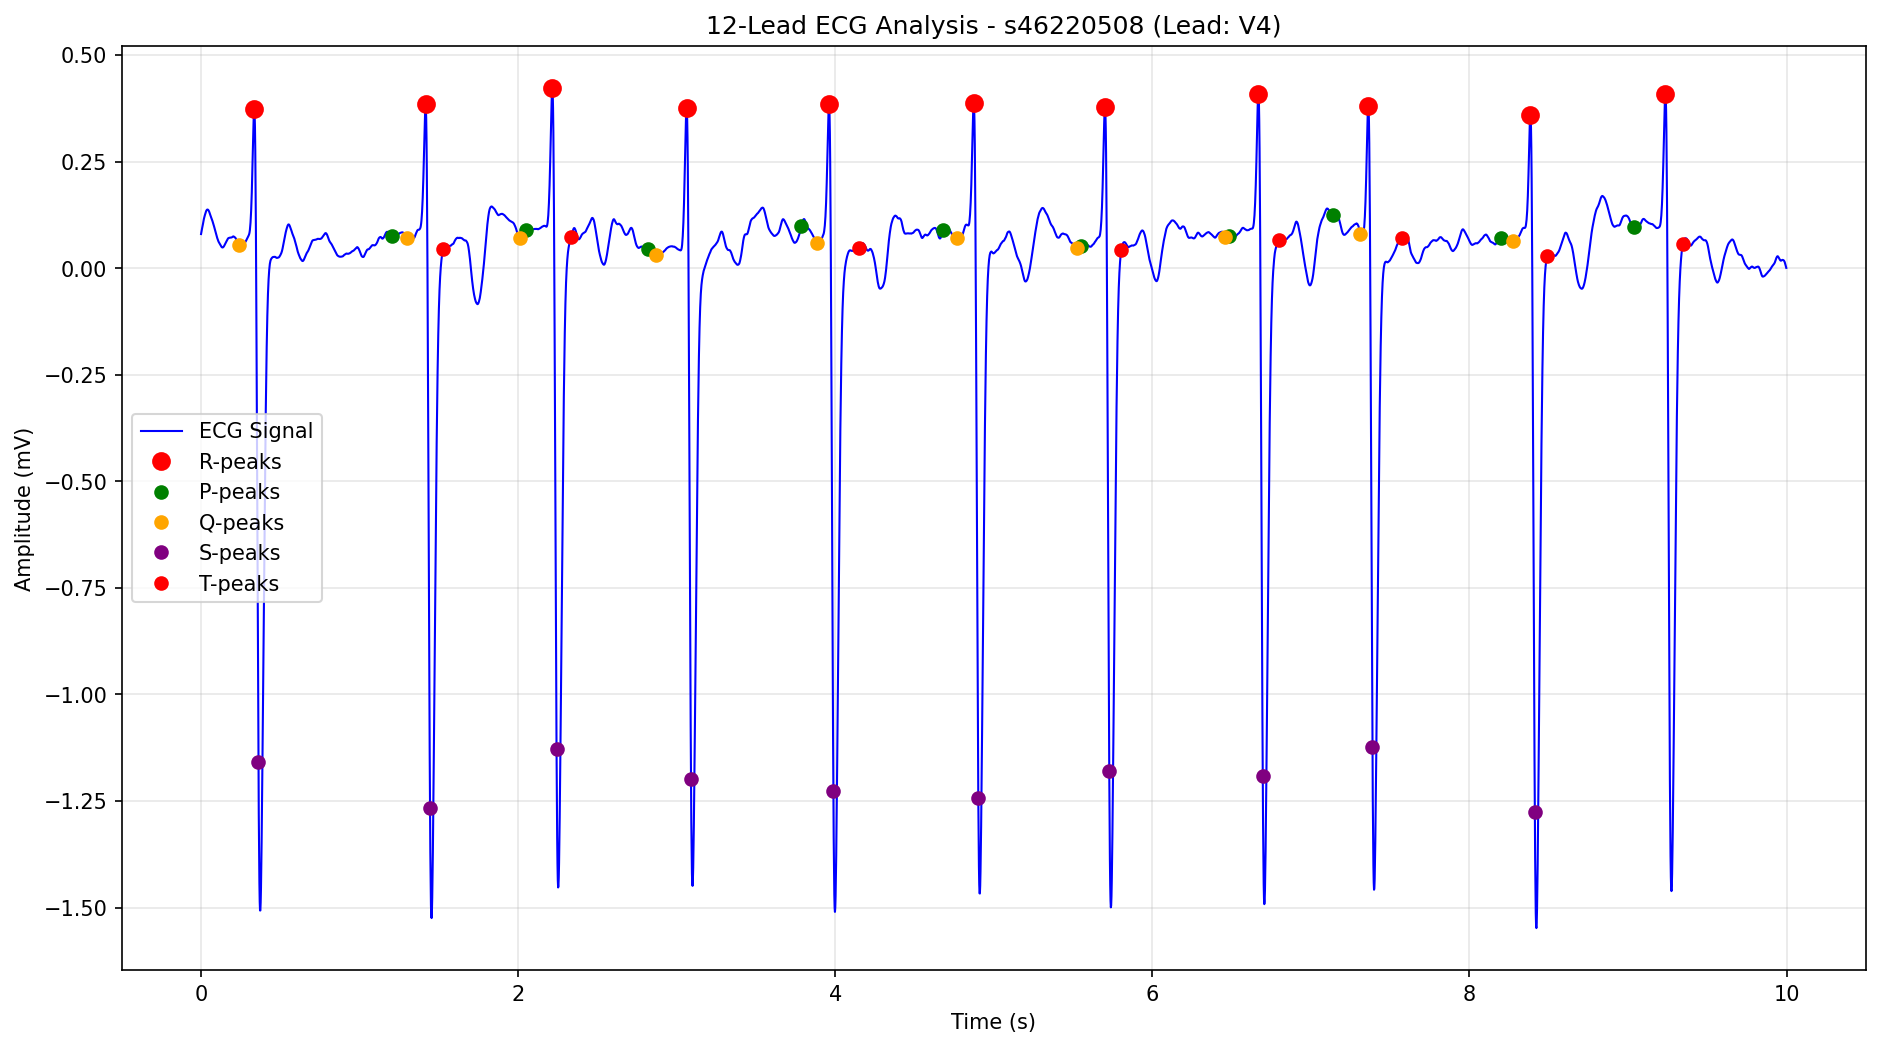 12-Lead ECG Analysis - s46220508 (Lead: V4)
0.50
0.25
0.00
−0.25
−0.50
−0.75
−1.00
−1.25
−1.50
Amplitude (mV)
ECG Signal
R-peaks
P-peaks
Q-peaks
S-peaks
T-peaks
0 2 4 6 8 10
Time (s)